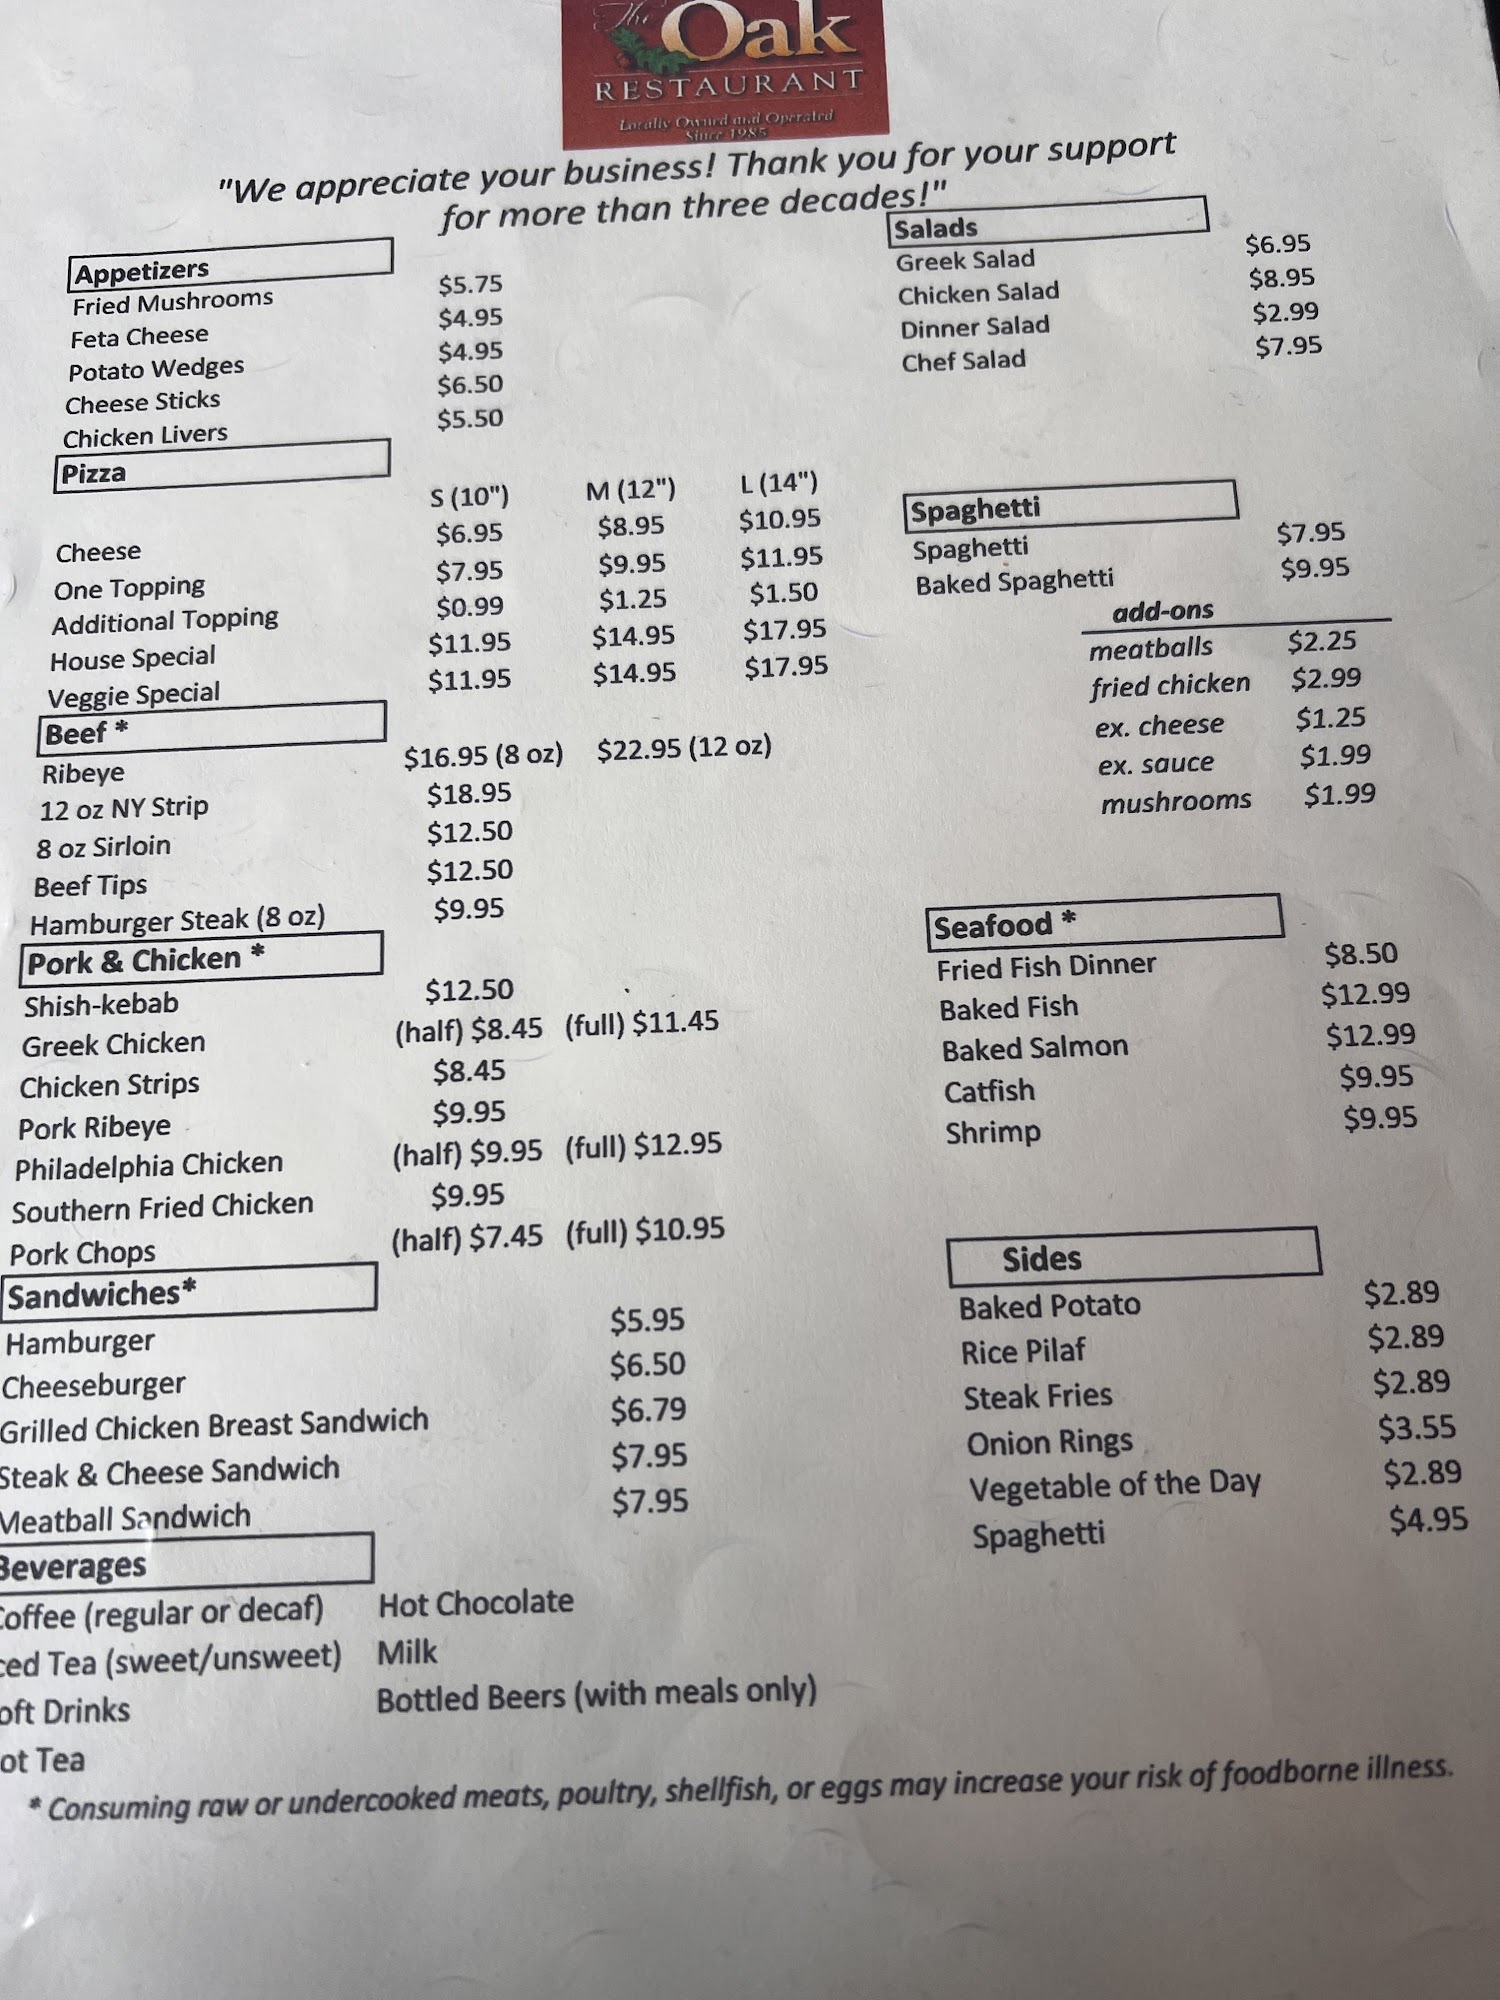 The Oak
RESTAURANT
Locally Owned and Operated
Since 1985
"We appreciate your business! Thank you for your support
for more than three decades!"
Appetizers
Fried Mushrooms $5.75
Feta Cheese $4.95
Potato Wedges $4.95
Cheese Sticks $6.50
Chicken Livers $5.50
Pizza
S (10") M (12") L (14")
Cheese $6.95 $8.95 $10.95
One Topping $7.95 $9.95 $11.95
Additional Topping $0.99 $1.25 $1.50
House Special $11.95 $14.95 $17.95
Veggie Special $11.95 $14.95 $17.95
Beef *
Ribeye $16.95 (8 oz) $22.95 (12 oz)
12 oz NY Strip $18.95
8 oz Sirloin $12.50
Beef Tips $12.50
Hamburger Steak (8 oz) $9.95
Pork & Chicken *
Shish-kebab $12.50
Greek Chicken (half) $8.45 (full) $11.45
Chicken Strips $8.45
Pork Ribeye $9.95
Philadelphia Chicken (half) $9.95 (full) $12.95
Southern Fried Chicken $9.95
Pork Chops (half) $7.45 (full) $10.95
Sandwiches*
Hamburger $5.95
Cheeseburger $6.50
Grilled Chicken Breast Sandwich $6.79
Steak & Cheese Sandwich $7.95
Meatball Sandwich $7.95
Beverages
Coffee (regular or decaf) Hot Chocolate
ced Tea (sweet/unsweet) Milk
oft Drinks Bottled Beers (with meals only)
ot Tea
Salads
Greek Salad $6.95
Chicken Salad $8.95
Dinner Salad $2.99
Chef Salad $7.95
Spaghetti
Spaghetti $7.95
Baked Spaghetti $9.95
add-ons
meatballs $2.25
fried chicken $2.99
ex. cheese $1.25
ex. sauce $1.99
mushrooms $1.99
Seafood *
Fried Fish Dinner $8.50
Baked Fish $12.99
Baked Salmon $12.99
Catfish $9.95
Shrimp $9.95
Sides
Baked Potato $2.89
Rice Pilaf $2.89
Steak Fries $2.89
Onion Rings $3.55
Vegetable of the Day $2.89
Spaghetti $4.95
* Consuming raw or undercooked meats, poultry, shellfish, or eggs may increase your risk of foodborne illness.